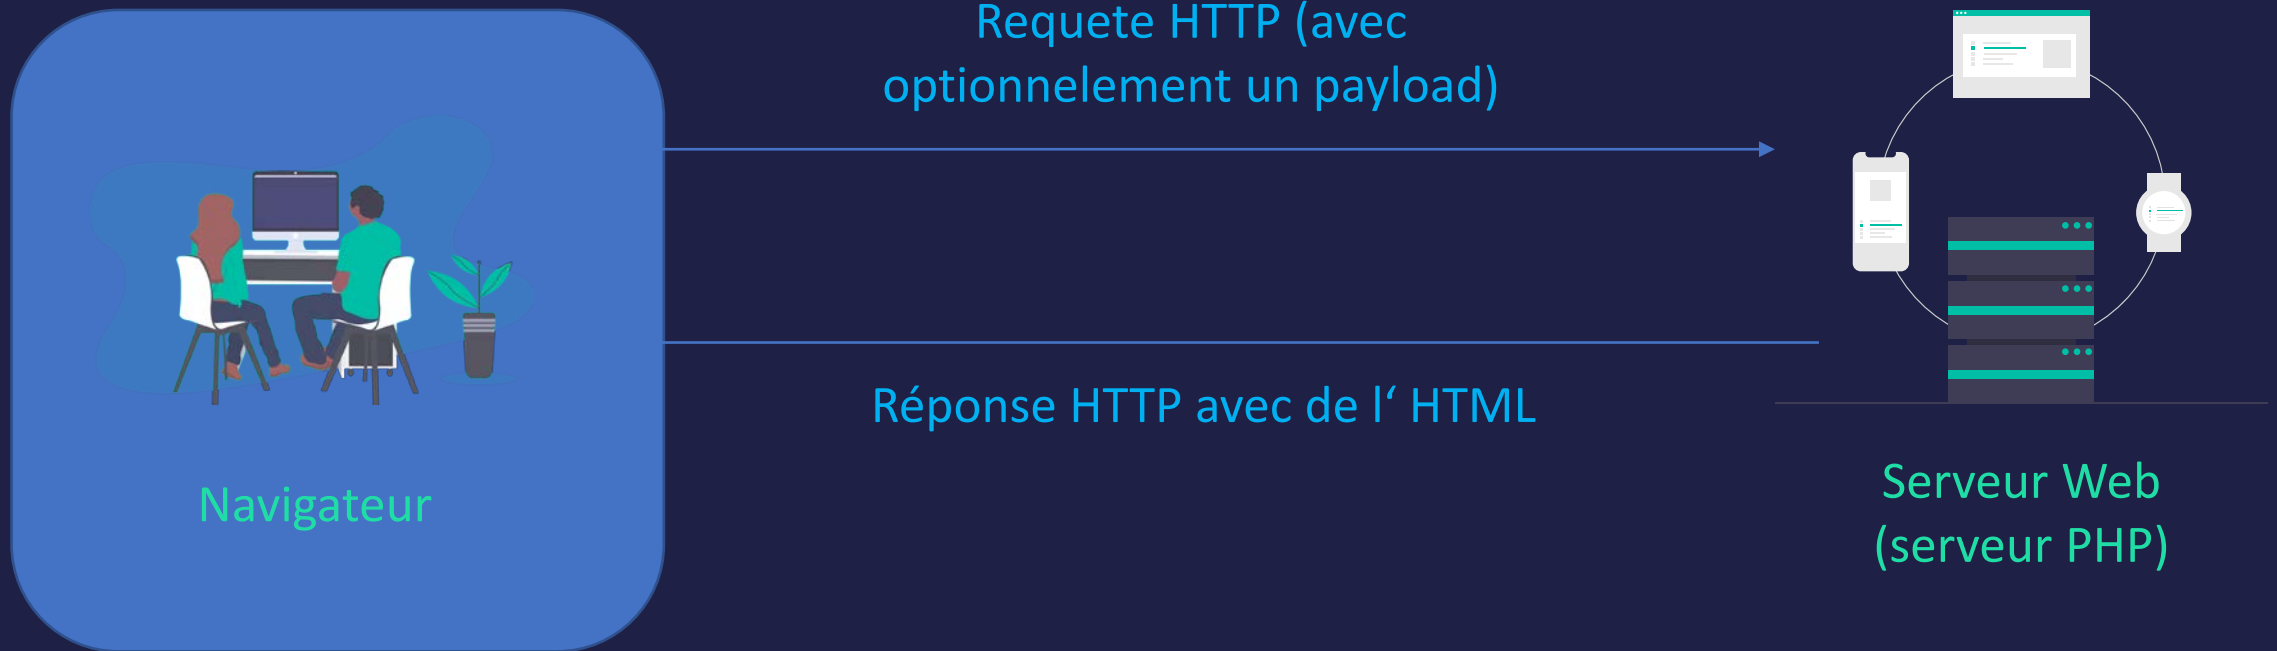 Requete HTTP (avec
optionnelement un payload)
Réponse HTTP avec de l‘ HTML
Navigateur
Serveur Web
(serveur PHP)